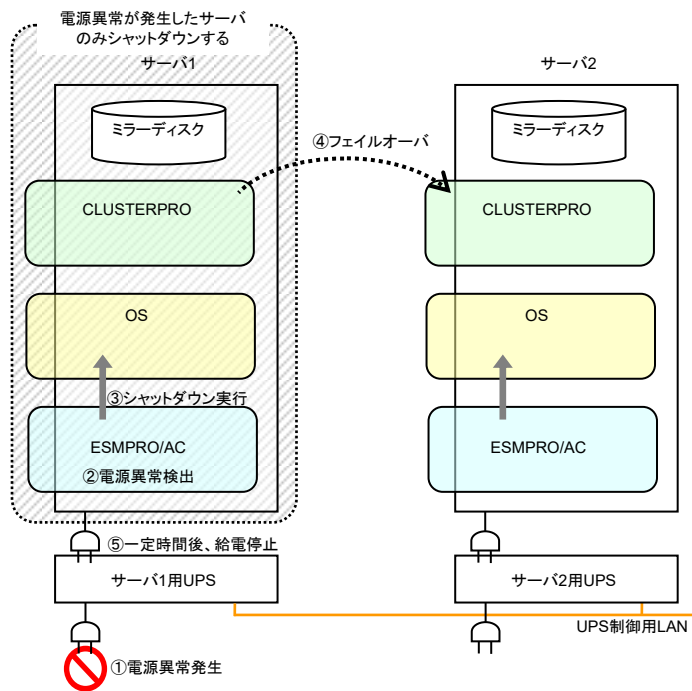 電源異常が発生したサーバ
のみシャットダウンする
サーバ1
サーバ2
ミラーディスク
ミラーディスク
④フェイルオーバ
CLUSTERPRO
CLUSTERPRO
OS
OS
③シャットダウン実行
ESMPRO/AC
ESMPRO/AC
②電源異常検出
⑤一定時間後、給電停止
サーバ1用UPS
サーバ2用UPS
UPS制御用LAN
①電源異常発生